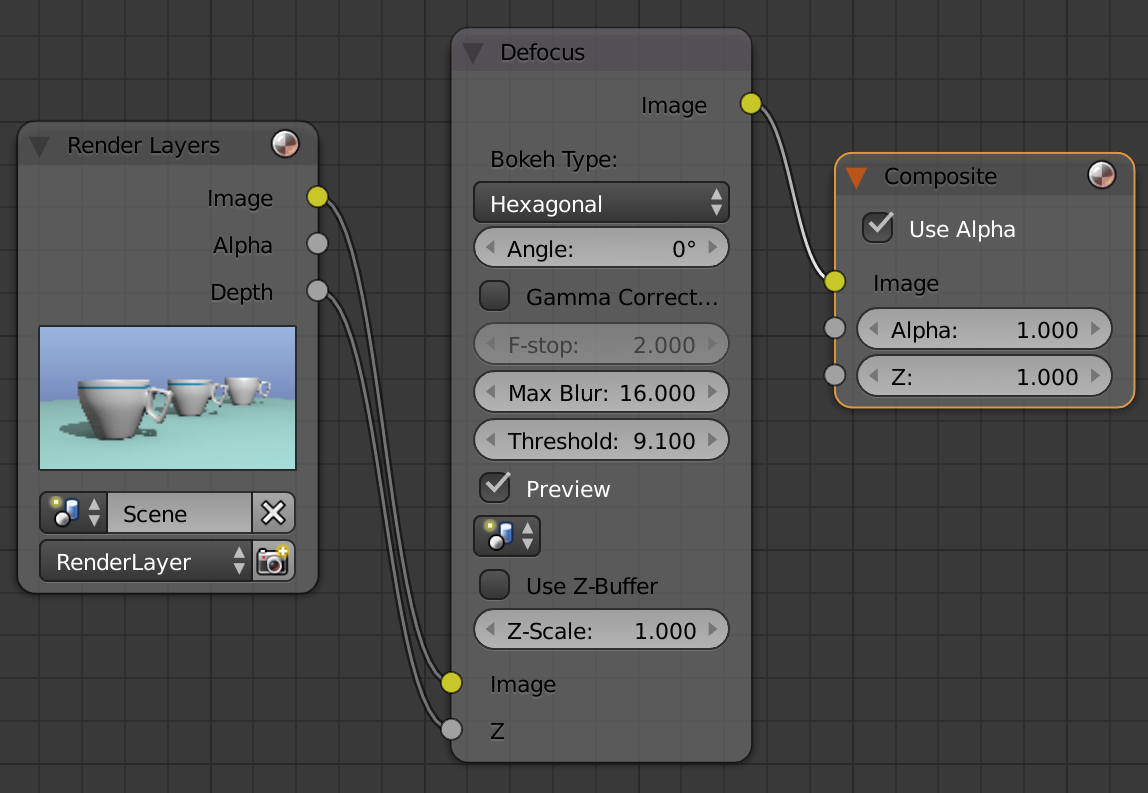 Render Layers
Image
Alpha
Depth
Scene
RenderLayer
Defocus
Image
Bokeh Type:
Hexagonal
Angle: 0°
Gamma Correct...
F-stop: 2.000
Max Blur: 16.000
Threshold: 9.100
Preview
Use Z-Buffer
Z-Scale: 1.000
Image
Z
Composite
Use Alpha
Image
Alpha: 1.000
Z: 1.000